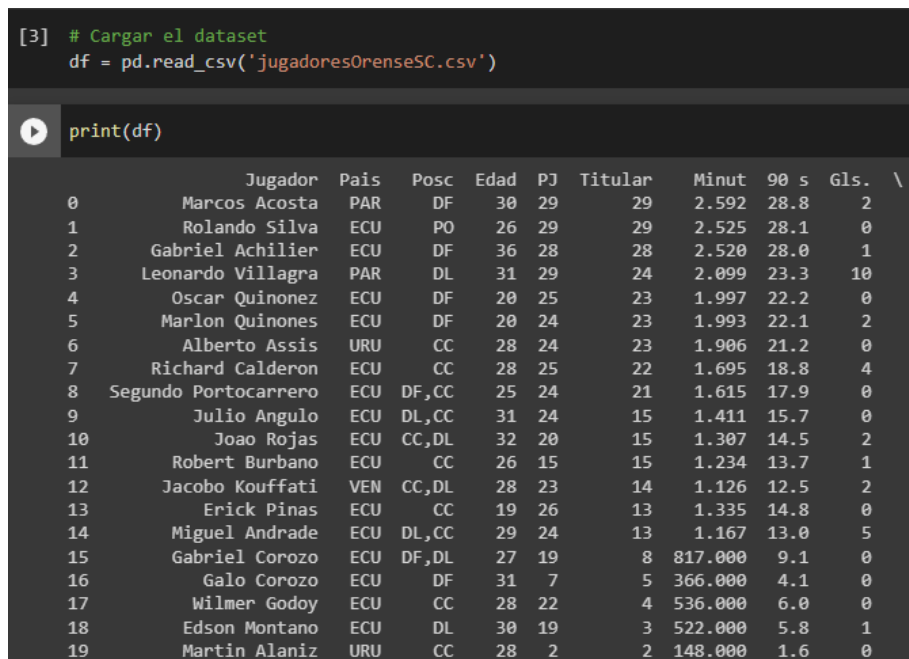 [3] # Cargar el dataset
df = pd.read_csv('jugadoresOrenseSC.csv')
print(df)
Jugador Pais Posc Edad PJ Titular Minut 90 s Gls. \
0 Marcos Acosta PAR DF 30 29 29 2.592 28.8 2
1 Rolando Silva ECU PO 26 29 29 2.525 28.1 0
2 Gabriel Achilier ECU DF 36 28 28 2.520 28.0 1
3 Leonardo Villagra PAR DL 31 29 24 2.099 23.3 10
4 Oscar Quinonez ECU DF 20 25 23 1.997 22.2 0
5 Marlon Quinones ECU DF 20 24 23 1.993 22.1 2
6 Alberto Assis URU CC 28 24 23 1.906 21.2 0
7 Richard Calderon ECU CC 28 25 22 1.695 18.8 4
8 Segundo Portocarrero ECU DF,CC 25 24 21 1.615 17.9 0
9 Julio Angulo ECU DL,CC 31 24 15 1.411 15.7 0
10 Joao Rojas ECU CC,DL 32 20 15 1.307 14.5 2
11 Robert Burbano ECU CC 26 15 15 1.234 13.7 1
12 Jacobo Kouffati VEN CC,DL 28 23 14 1.126 12.5 2
13 Erick Pinas ECU CC 19 26 13 1.335 14.8 0
14 Miguel Andrade ECU DL,CC 29 24 13 1.167 13.0 5
15 Gabriel Corozo ECU DF,DL 27 19 8 817.000 9.1 0
16 Galo Corozo ECU DF 31 7 5 366.000 4.1 0
17 Wilmer Godoy ECU CC 28 22 4 536.000 6.0 0
18 Edson Montano ECU DL 30 19 3 522.000 5.8 1
19 Martin Alaniz URU CC 28 2 2 148.000 1.6 0